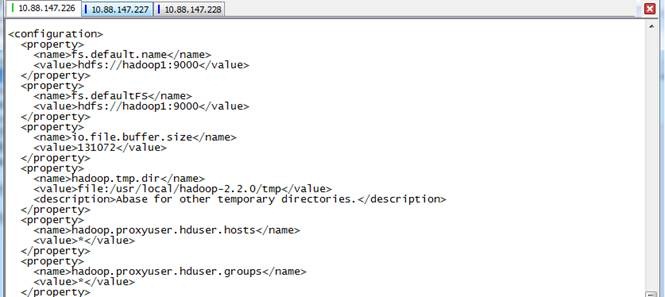 10.88.147.226 10.88.147.227 10.88.147.228
<configuration>
<property>
<name>fs.default.name</name>
<value>hdfs://hadoop1:9000</value>
</property>
<property>
<name>fs.defaultFS</name>
<value>hdfs://hadoop1:9000</value>
</property>
<property>
<name>io.file.buffer.size</name>
<value>131072</value>
</property>
<property>
<name>hadoop.tmp.dir</name>
<value>file:/usr/local/hadoop-2.2.0/tmp</value>
<description>Abase for other temporary directories.</description>
</property>
<property>
<name>hadoop.proxyuser.hduser.hosts</name>
<value>*</value>
</property>
<property>
<name>hadoop.proxyuser.hduser.groups</name>
<value>*</value>
</property>